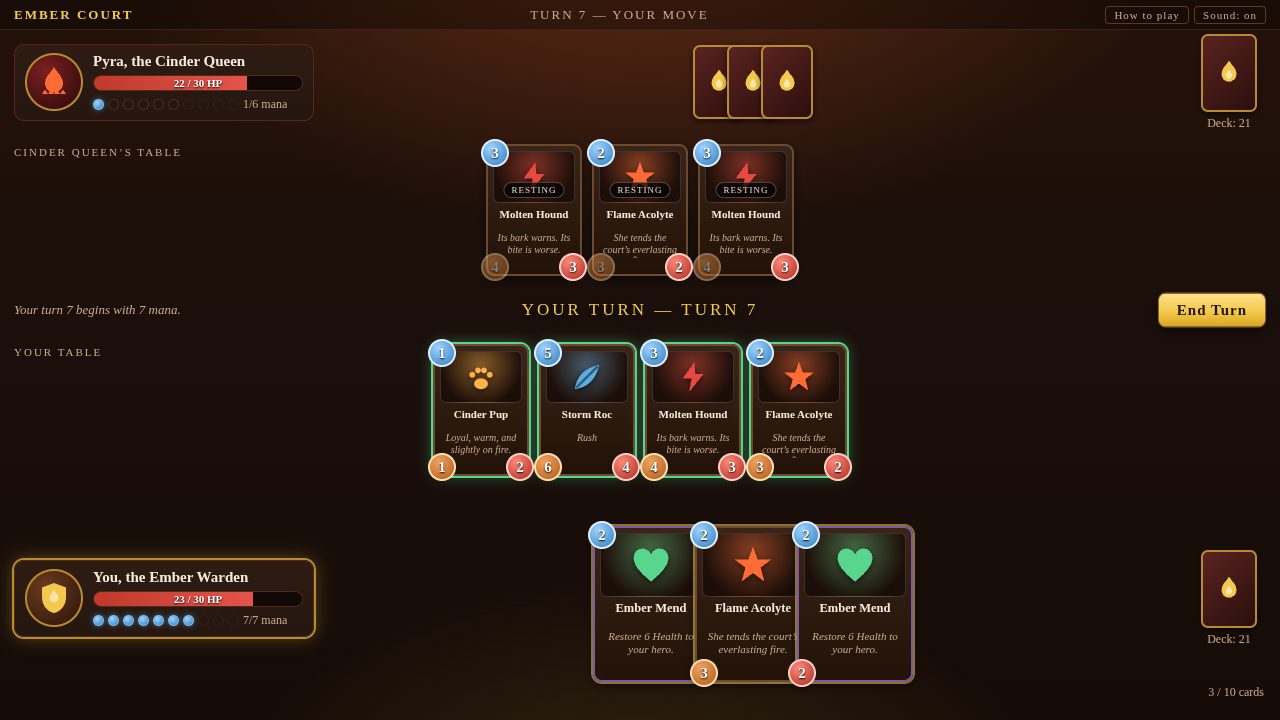 EMBER COURT
TURN 7 — YOUR MOVE
How to play
Sound: on
Pyra, the Cinder Queen
22 / 30 HP
1/6 mana
Deck: 21
CINDER QUEEN'S TABLE
3
RESTING
Molten Hound
Its bark warns. Its
bite is worse.
4
3
2
RESTING
Flame Acolyte
She tends the
court's everlasting
3
2
3
RESTING
Molten Hound
Its bark warns. Its
bite is worse.
4
3
Your turn 7 begins with 7 mana.
YOUR TURN — TURN 7
End Turn
YOUR TABLE
1
Cinder Pup
Loyal, warm, and
slightly on fire.
1
2
5
Storm Roc
Rush
6
4
3
Molten Hound
Its bark warns. Its
bite is worse.
4
3
2
Flame Acolyte
She tends the
court's everlasting
3
2
You, the Ember Warden
23 / 30 HP
7/7 mana
2
Ember Mend
Restore 6 Health to
your hero.
2
Flame Acolyte
She tends the court's
everlasting fire.
3
2
2
Ember Mend
Restore 6 Health to
your hero.
Deck: 21
3 / 10 cards